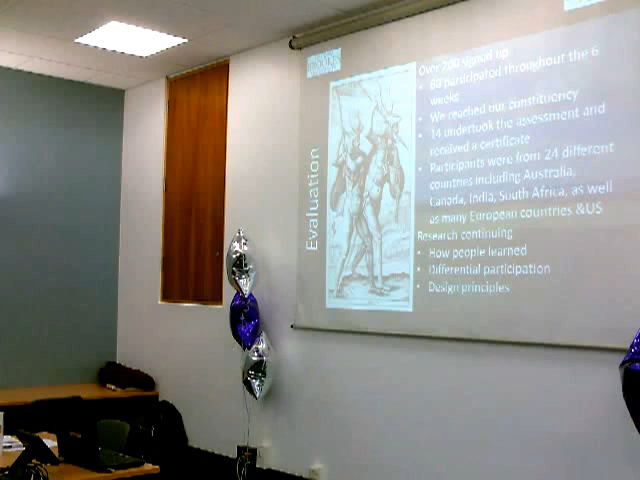 Evaluation
Over 200 signed up
• 60 participated throughout the 6
weeks
• We reached our constituency
• 14 undertook the assessment and
received a certificate
• Participants were from 24 different
countries including Australia,
Canada, India, South Africa, as well
as many European countries &US
Research continuing
• How people learned
• Differential participation
• Design principles